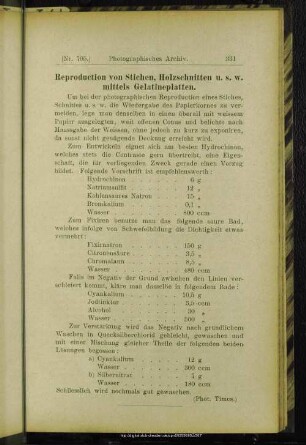 (Nr. 705.) Photographisches Archiv. 331
Reproduction von Stichen, Holzschnitten u. s. w.
mittels Gelatineplatten.
Um bei der photographischen Reproduction eines Stiches,
Schnittes u. s. w. die Wiedergabe des Papierkornes zu ver-
meiden, lege man denselben in einen überall mit weissem
Papier ausgelegten, weit offenen Conus und belichte nach
Massgabe der Weissen, ohne jedoch zu kurz zu exponiren,
da sonst nicht genügende Deckung erreicht wird.
Zum Entwickeln eignet sich am besten Hydrochinon,
welches stets die Contraste gern übertreibt, eine Eigen-
schaft, die für vorliegenden Zweck gerade einen Vorzug
bildet. Folgende Vorschrift ist empfehlenswerth:
Hydrochinon 6 g
Natriumsulfit 12 „
Kohlensaures Natron 15 „
Bromkalium 0,1 „
Wasser 800 ccm
Zum Fixiren benutze man das folgende saure Bad,
welches infolge von Schwefelbildung die Dichtigkeit etwas
vermehrt:
Fixirnatron 150 g
Citronensäure 3,5 „
Chromalaun 8,5 „
Wasser 480 ccm
Falls im Negativ der Grund zwischen den Linien ver-
schleiert kommt, kläre man dasselbe in folgendem Bade:
Cyankalium 20,5 g
Jodtinktur 3,5 ccm
Alcohol 30 „
Wasser 500 „
Zur Verstärkung wird das Negativ nach gründlichem
Waschen in Quecksilberchlorid gebleicht, gewaschen und
mit einer Mischung gleicher Theile der folgenden beiden
Lösungen begossen:
a) Cyankalium 12 g
Wasser 300 ccm
b) Silbernitrat 5 g
Wasser 180 ccm
Schliesslich wird nochmals gut gewaschen.
(Phot. Times.)